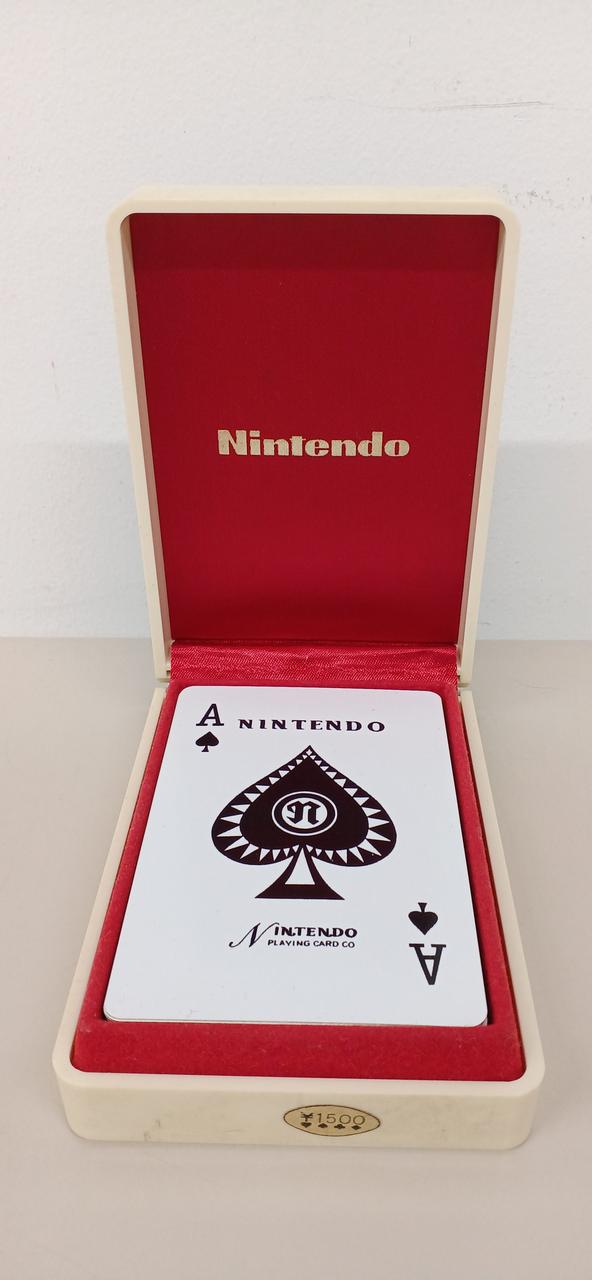 Nintendo
A NINTENDO
n
NINTENDO
PLAYING CARD CO
A
¥1500